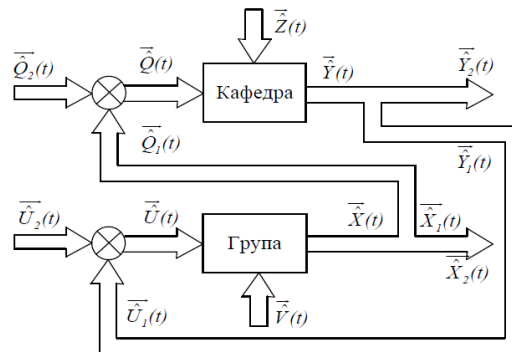 Z(t)
Q₂(t)
Q(t)
Кафедра
Y(t)
Y₂(t)
Q₁(t)
Y₁(t)
U₂(t)
U(t)
Група
X(t)
X₁(t)
X₂(t)
U₁(t)
V(t)